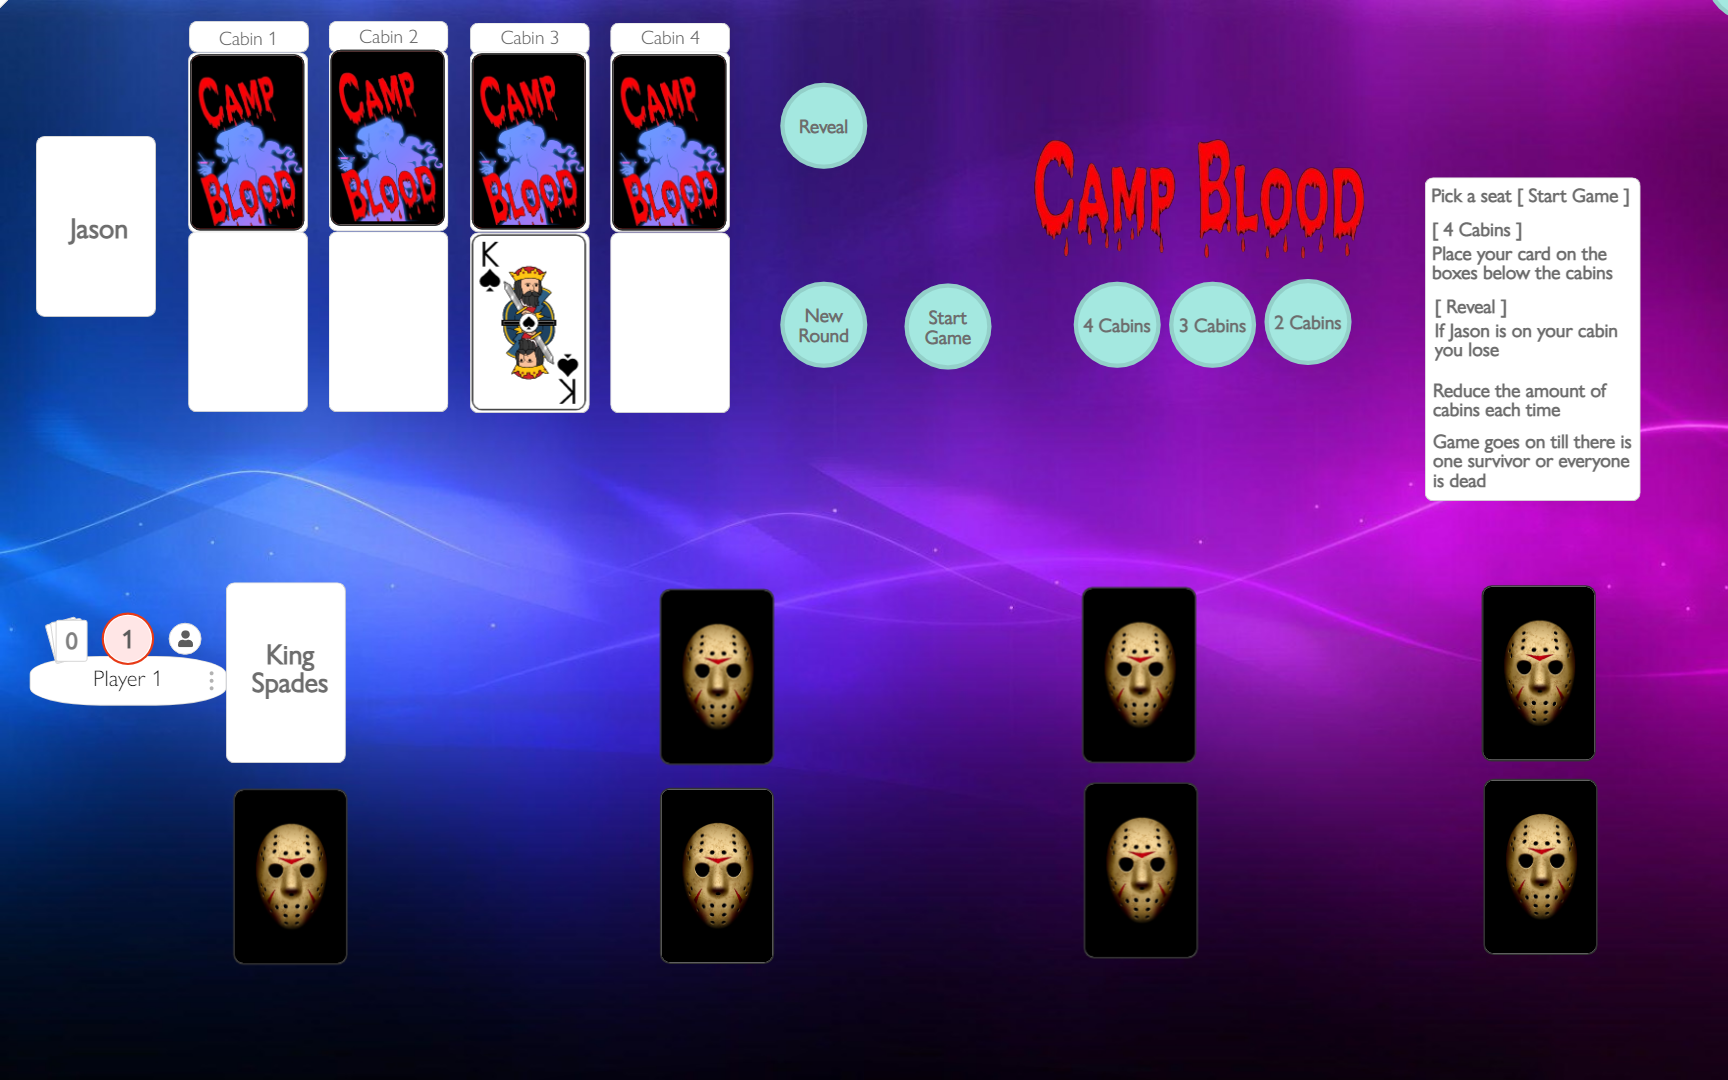 Cabin 1
Cabin 2
Cabin 3
Cabin 4
CAMP
BLOOD
CAMP
BLOOD
CAMP
BLOOD
CAMP
BLOOD
Jason
K
K
Reveal
New
Round
Start
Game
CAMP BLOOD
4 Cabins
3 Cabins
2 Cabins
Pick a seat [ Start Game ]
[ 4 Cabins ]
Place your card on the
boxes below the cabins
[ Reveal ]
If Jason is on your cabin
you lose
Reduce the amount of
cabins each time
Game goes on till there is
one survivor or everyone
is dead
0
1
Player 1
King
Spades